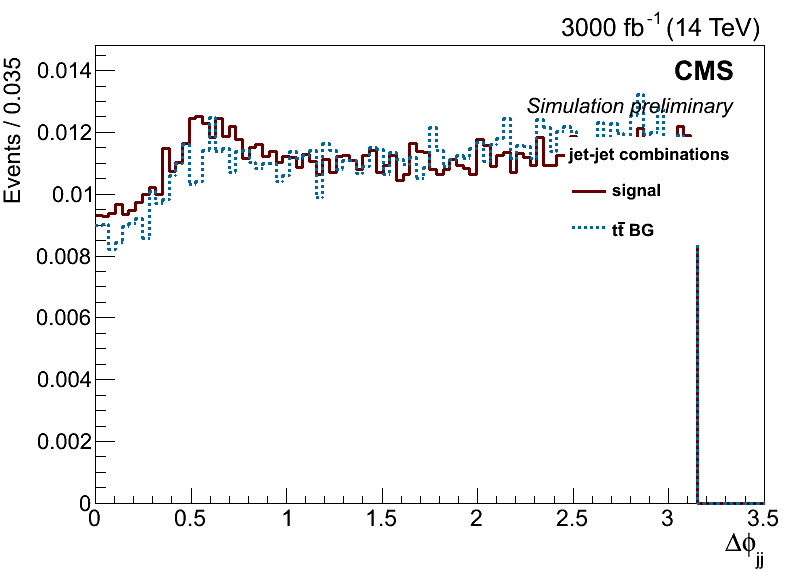 3000 fb⁻¹ (14 TeV)
CMS
Simulation preliminary
Events / 0.035
0.014
0.012
0.01
0.008
0.006
0.004
0.002
0
jet-jet combinations
signal
tt̄ BG
0 0.5 1 1.5 2 2.5 3 3.5
Δϕjj